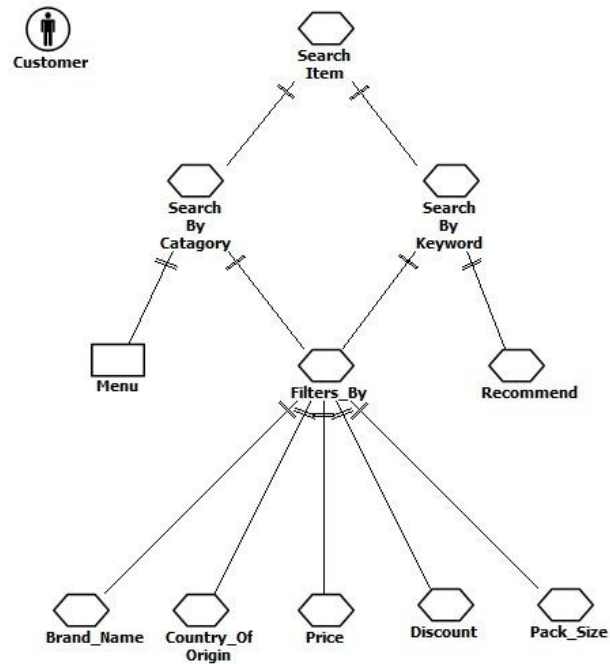 Customer
Search
Item
Search
By
Catagory
Search
By
Keyword
Menu
Filters_By
Recommend
Brand_Name
Country_Of
Origin
Price
Discount
Pack_Size